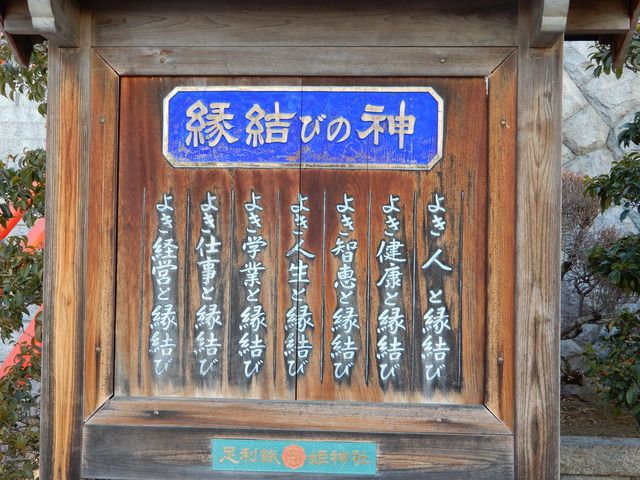 縁結びの神
よき人と縁結び
よき健康と縁結び
よき智恵と縁結び
よき人生と縁結び
よき学業と縁結び
よき仕事と縁結び
よき経営と縁結び
足利織姫神社